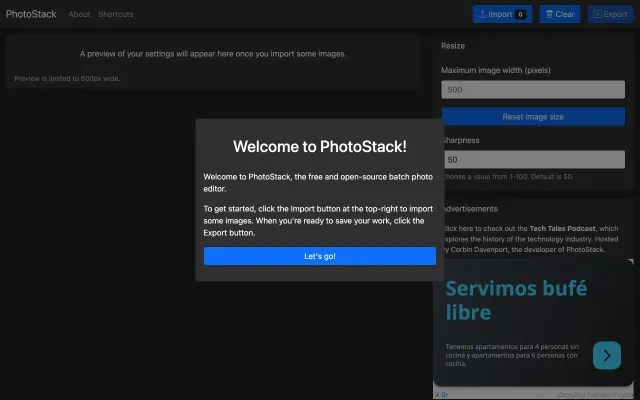 PhotoStack About Shortcuts Import 0 Clear Export
A preview of your settings will appear here once you import some images.
Preview is limited to 800px wide.
Resize
Maximum image width (pixels)
500
Reset image size
Sharpness
50
Choose a value from 1-100. Default is 50.
Advertisements
Click here to check out the Tech Tales Podcast, which
explores the history of the technology industry. Hosted
by Corbin Davenport, the developer of PhotoStack.
Servimos bufé
libre
Tenemos apartamentos para 4 personas sin
cocina y apartamentos para 6 personas con
cocina.
Welcome to PhotoStack!
Welcome to PhotoStack, the free and open-source batch photo
editor.
To get started, click the Import button at the top-right to import
some images. When you're ready to save your work, click the
Export button.
Let's go!